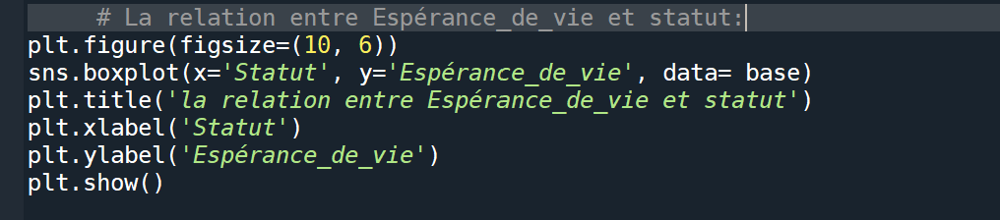 # La relation entre Espérance_de_vie et statut:
plt.figure(figsize=(10, 6))
sns.boxplot(x='Statut', y='Espérance_de_vie', data= base)
plt.title('la relation entre Espérance_de_vie et statut')
plt.xlabel('Statut')
plt.ylabel('Espérance_de_vie')
plt.show()